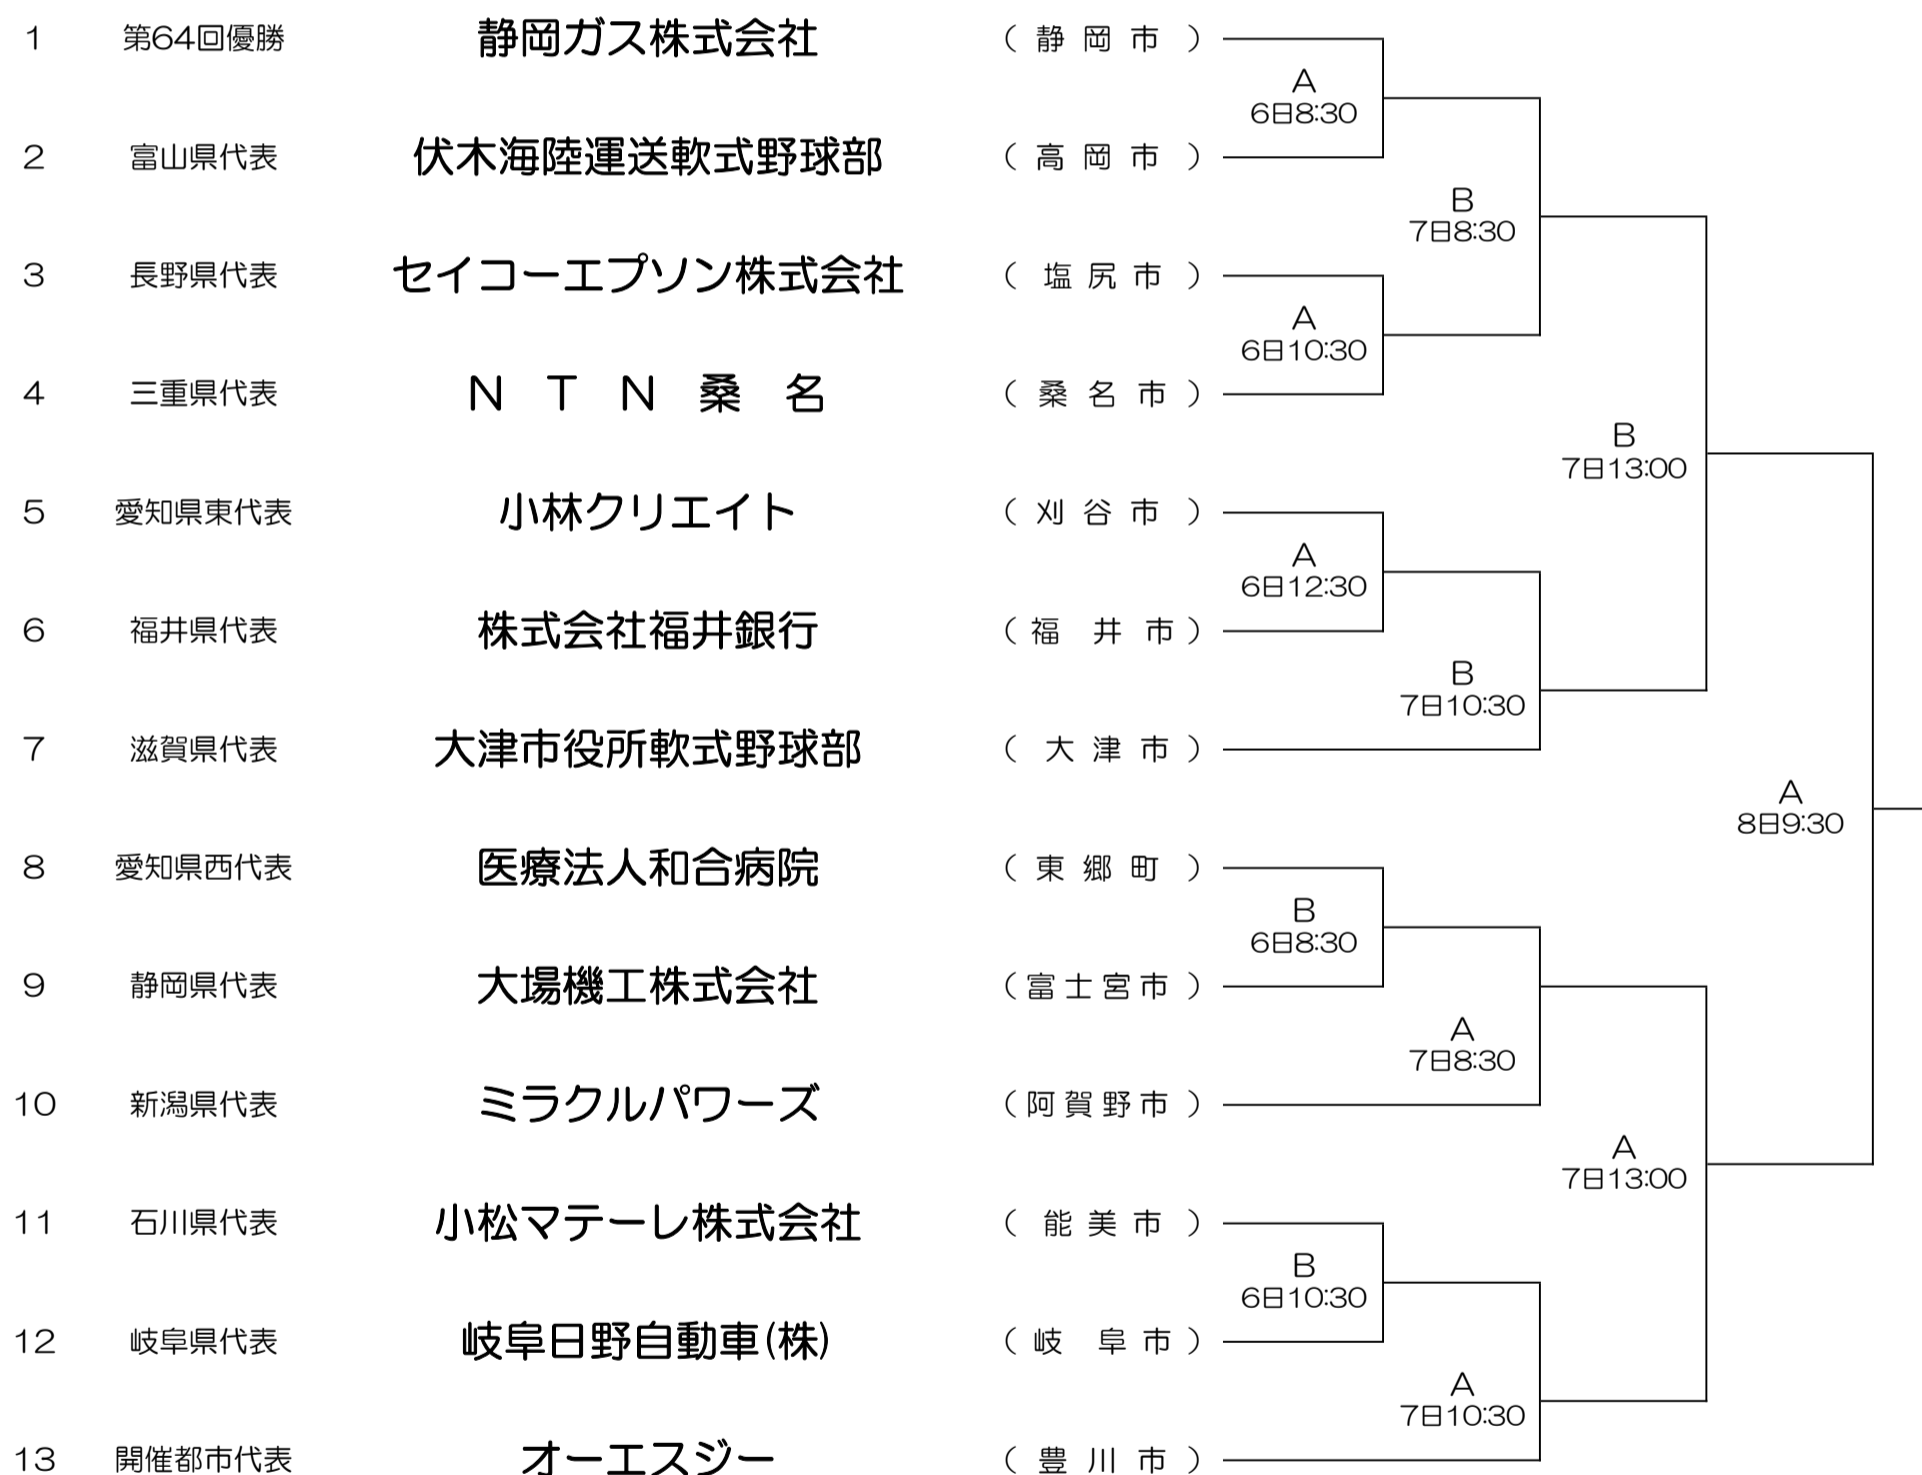 1 第64回優勝 静岡ガス株式会社 (静岡市)
A
6日8:30
2 富山県代表 伏木海陸運送軟式野球部 (高岡市)
B
7日8:30
3 長野県代表 セイコーエプソン株式会社 (塩尻市)
A
6日10:30
4 三重県代表 NTN桑名 (桑名市)
B
7日13:00
5 愛知県東代表 小林クリエイト (刈谷市)
A
6日12:30
6 福井県代表 株式会社福井銀行 (福井市)
B
7日10:30
7 滋賀県代表 大津市役所軟式野球部 (大津市)
A
8日9:30
8 愛知県西代表 医療法人和合病院 (東郷町)
B
6日8:30
9 静岡県代表 大場機工株式会社 (富士宮市)
A
7日8:30
10 新潟県代表 ミラクルパワーズ (阿賀野市)
A
7日13:00
11 石川県代表 小松マテーレ株式会社 (能美市)
B
6日10:30
12 岐阜県代表 岐阜日野自動車(株) (岐阜市)
A
7日10:30
13 開催都市代表 オーエスジー (豊川市)